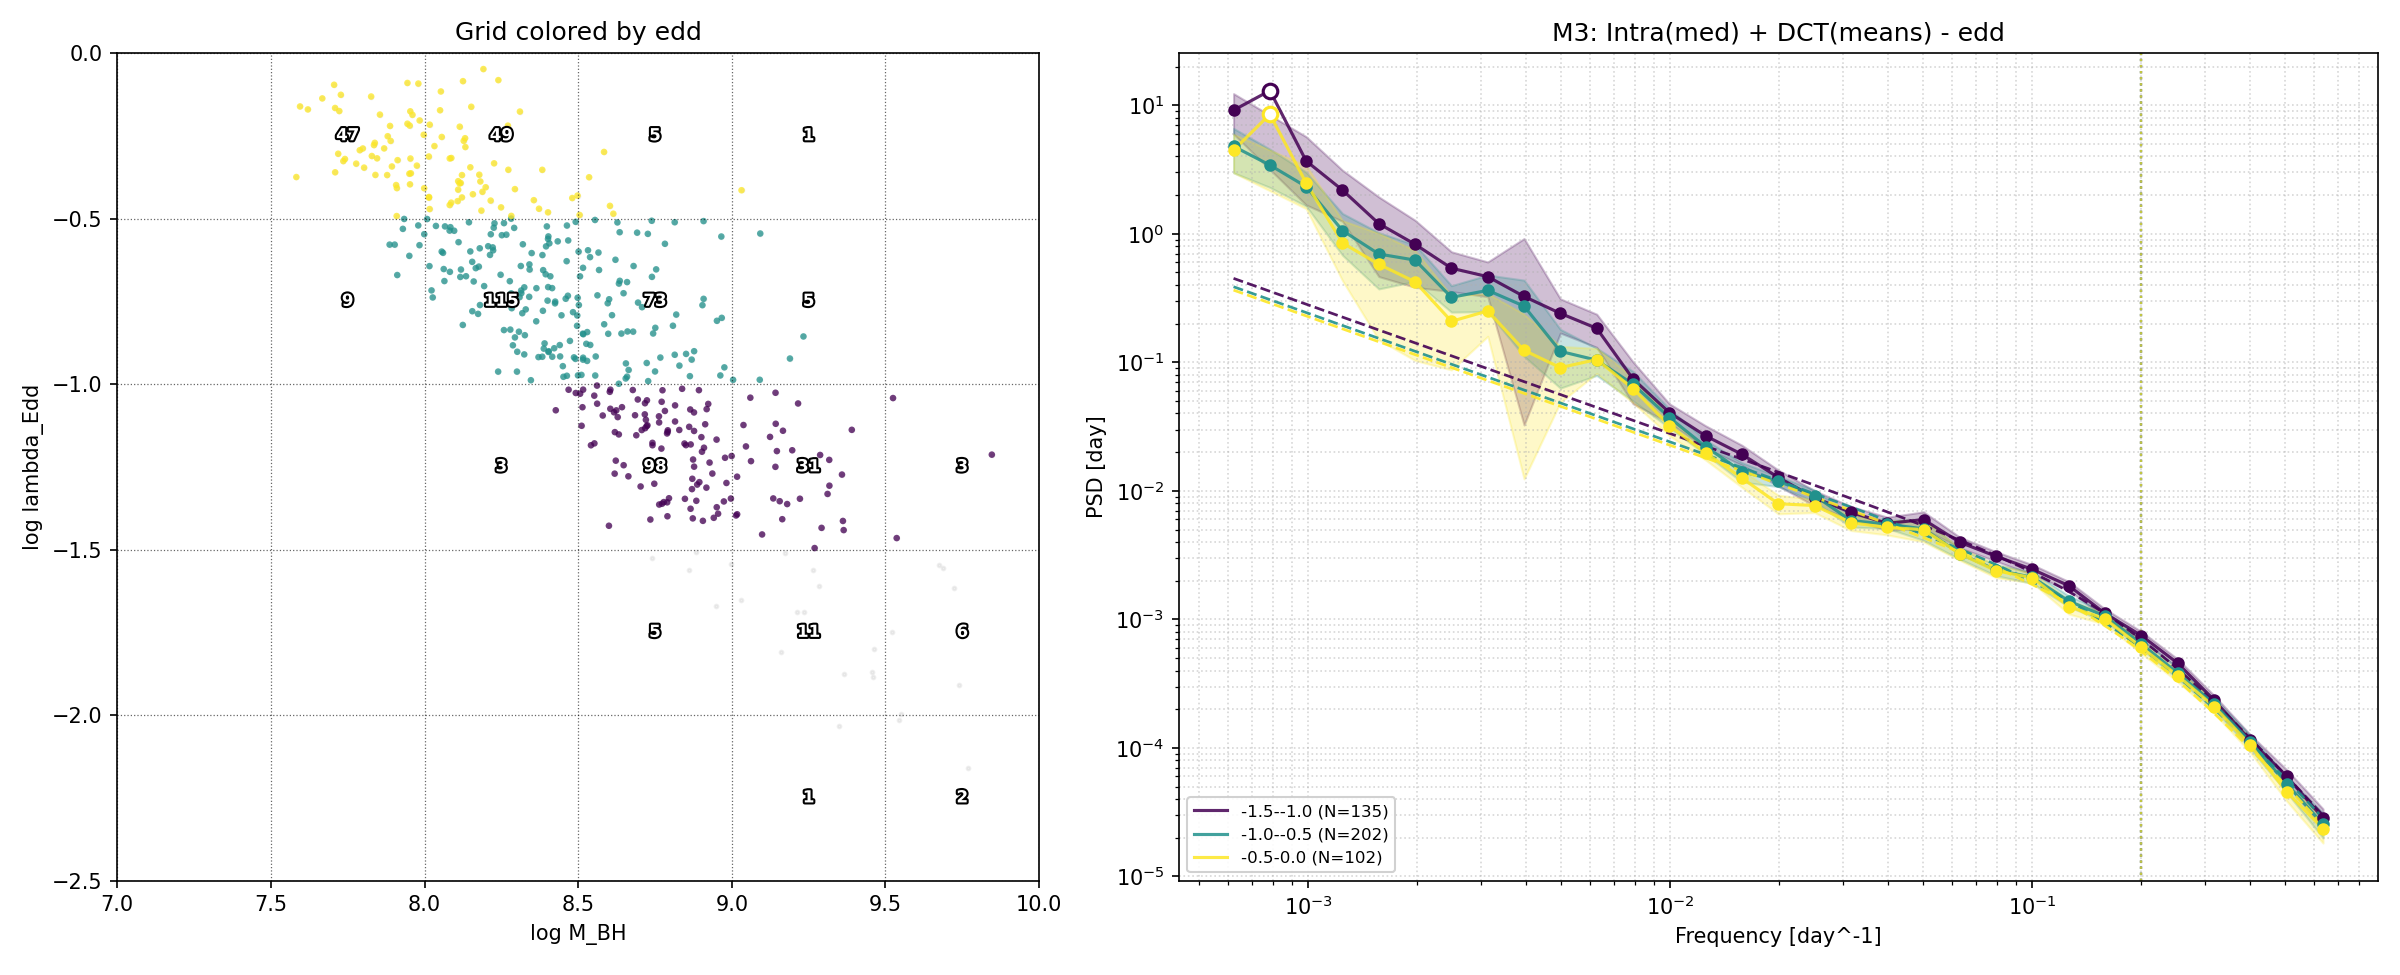 Grid colored by edd
0.0
−0.5
−1.0
−1.5
−2.0
−2.5
log lambda_Edd
47 49 5 1
9 115 73 5
3 98 31 3
5 11 6
1 2
7.0 7.5 8.0 8.5 9.0 9.5 10.0
log M_BH
M3: Intra(med) + DCT(means) - edd
10¹
10⁰
10⁻¹
10⁻²
10⁻³
10⁻⁴
10⁻⁵
PSD [day]
-1.5--1.0 (N=135)
-1.0--0.5 (N=202)
-0.5-0.0 (N=102)
10⁻³ 10⁻² 10⁻¹
Frequency [day^-1]